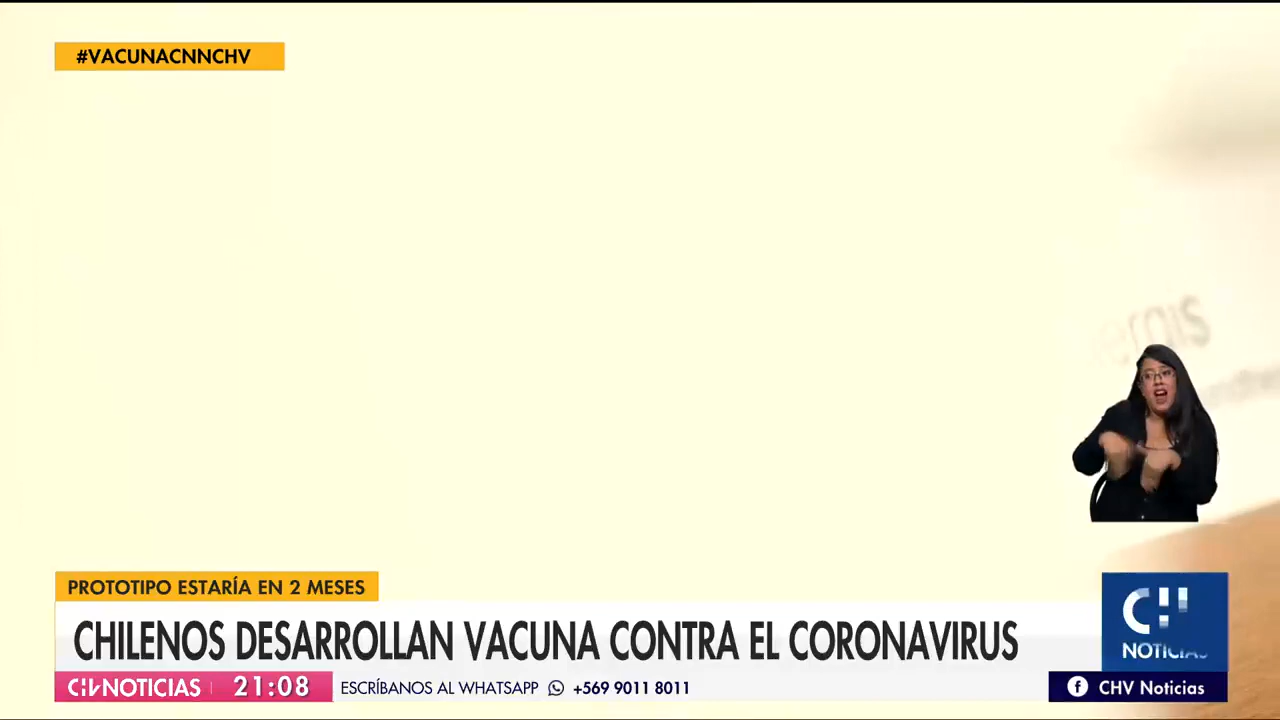 #VACUNACNNCHV
PROTOTIPO ESTARÍA EN 2 MESES
CHILENOS DESARROLLAN VACUNA CONTRA EL CORONAVIRUS
CHV NOTICIAS
CHVNOTICIAS 21:08 ESCRÍBANOS AL WHATSAPP +569 9011 8011
CHV Noticias